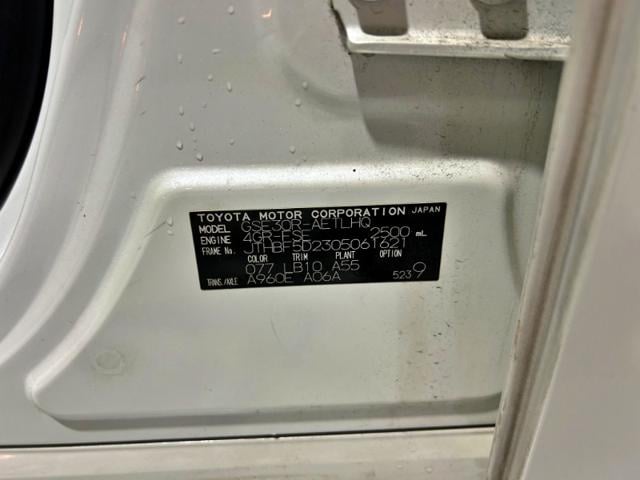 TOYOTA MOTOR CORPORATION JAPAN
MODEL GSE30R-AETLHQ
ENGINE 4GR-FSE 2500 mL
FRAME No. JTHBF5D230506T621
COLOR TRIM PLANT OPTION
077 LB10 A55
TRANS./AXLE A960E A06A 5239